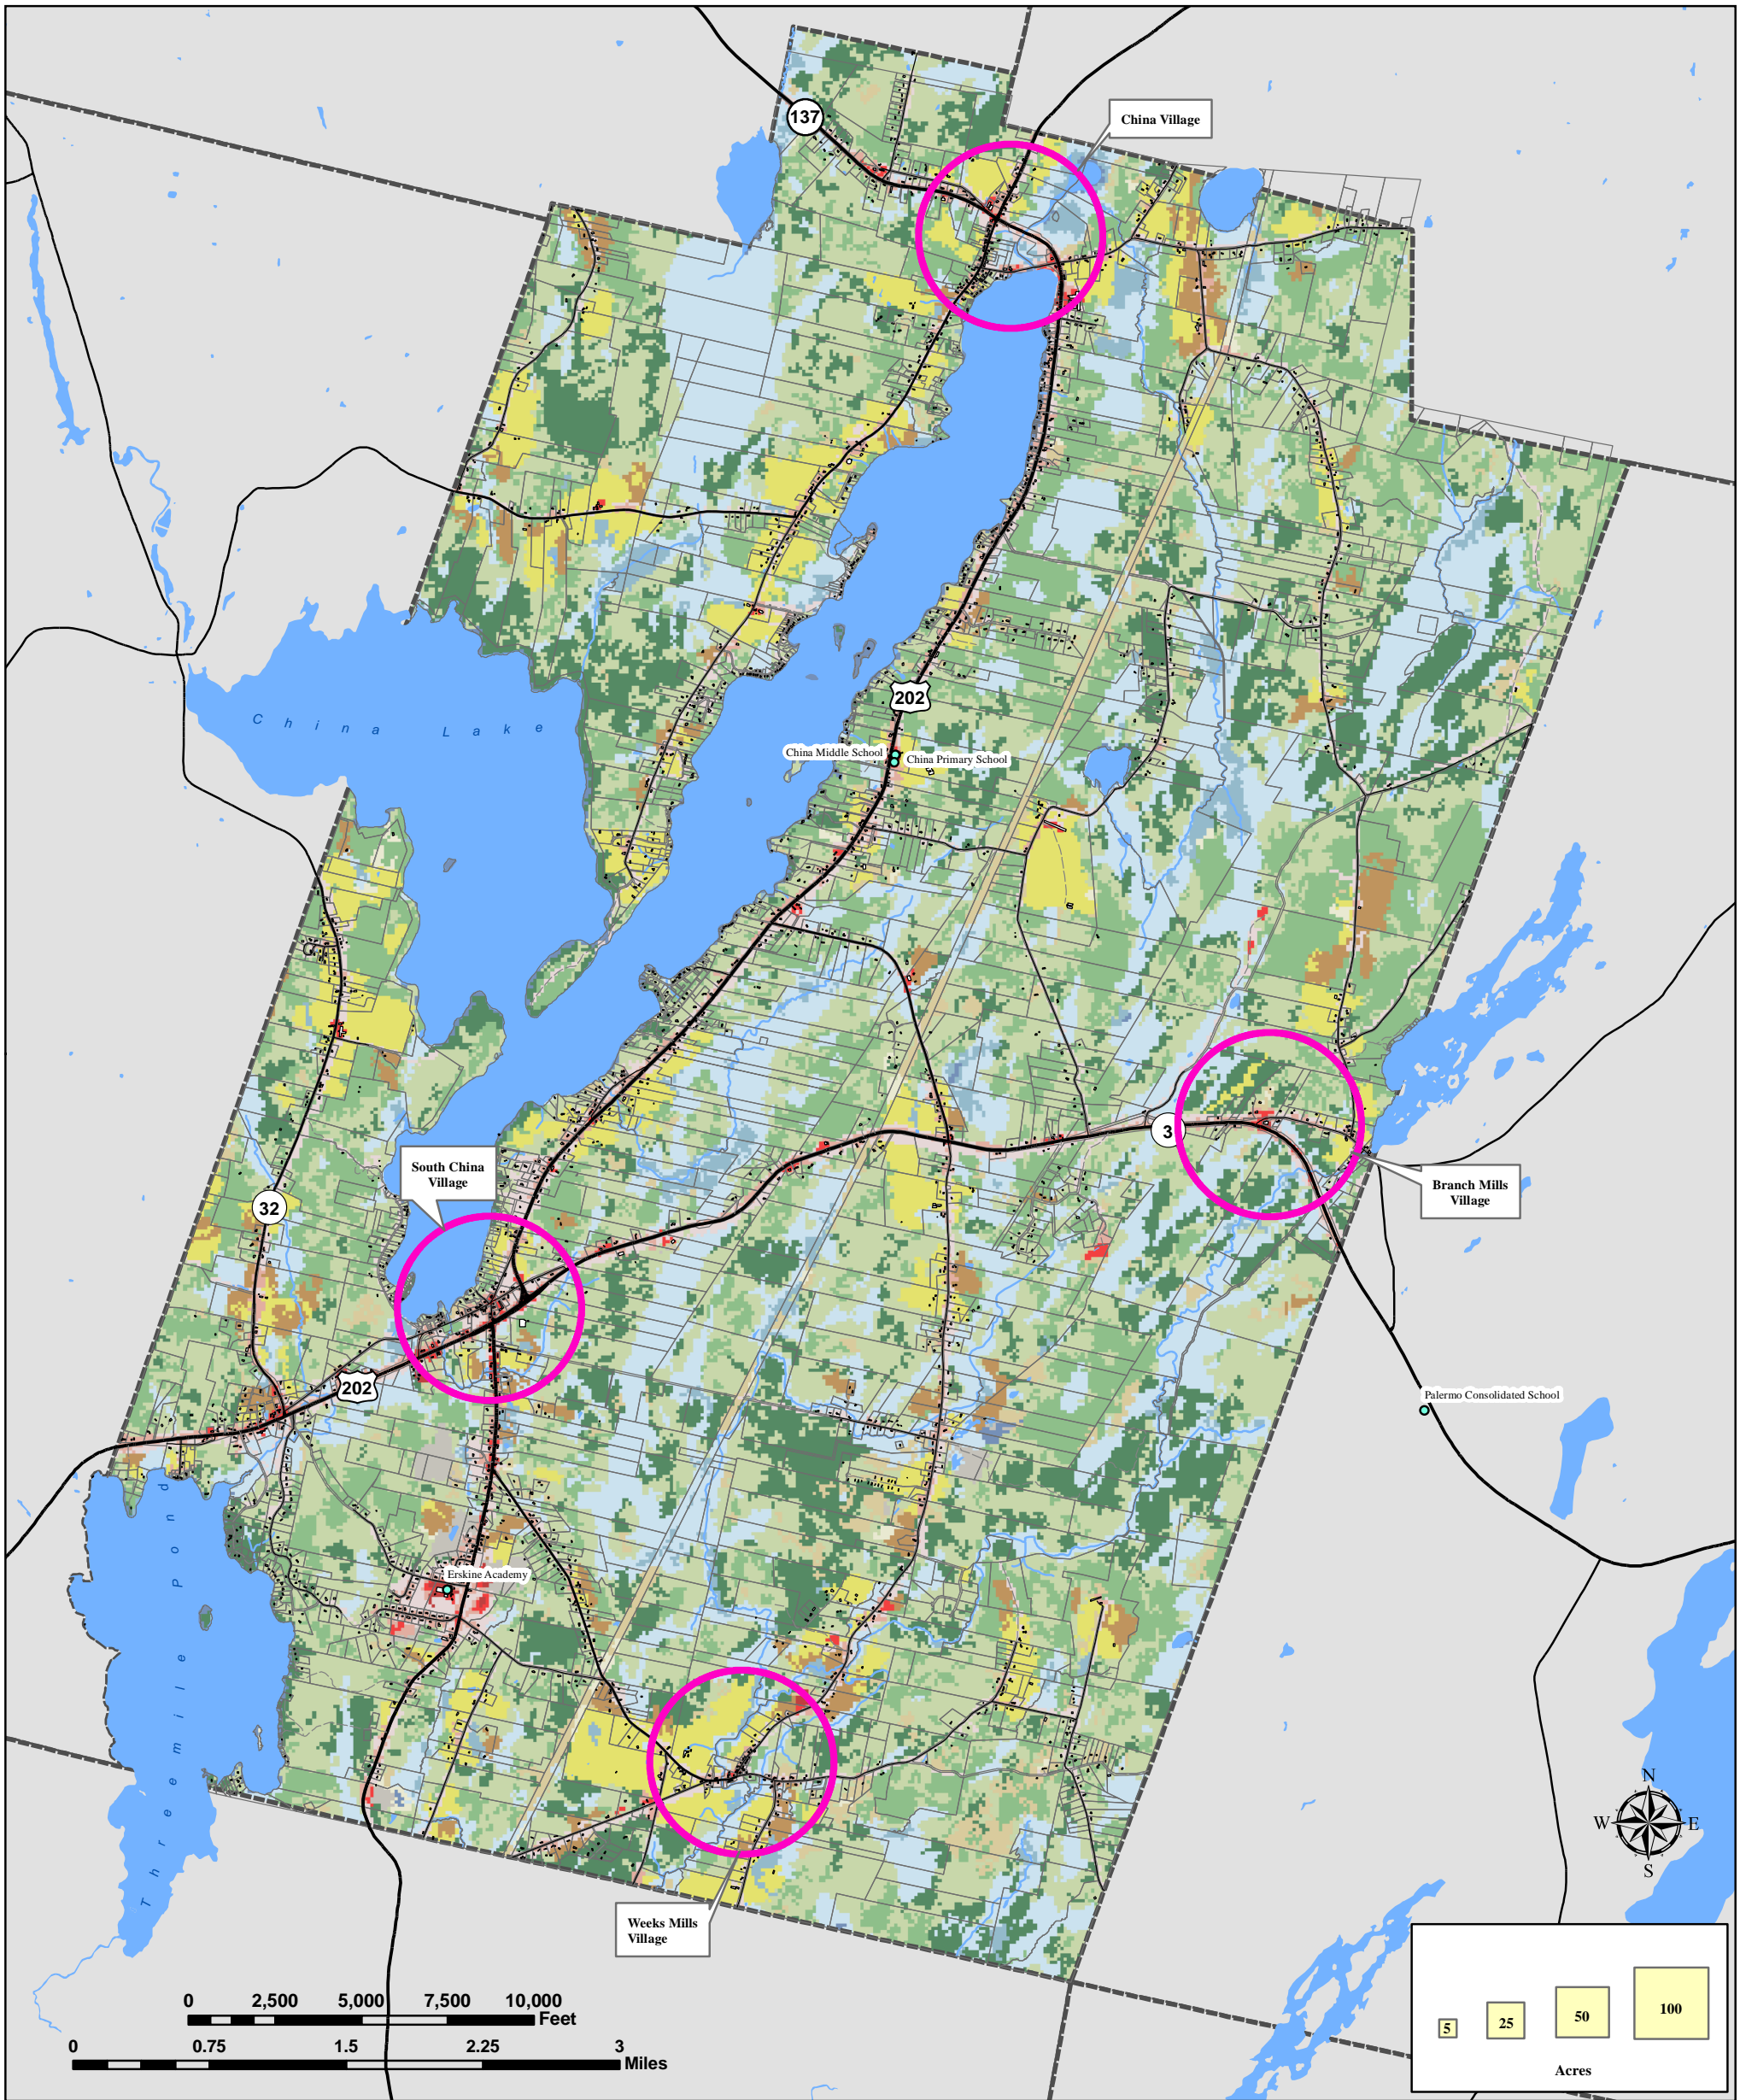 137
China Village
202
China Lake
China Middle School
China Primary School
3
South China
Village
Branch Mills
Village
32
202
Palermo Consolidated School
Threemile Pond
Erskine Academy
N
W
E
S
Weeks Mills
Village
0 2,500 5,000 7,500 10,000
Feet
0 0.75 1.5 2.25 3
Miles
5
25
50
100
Acres